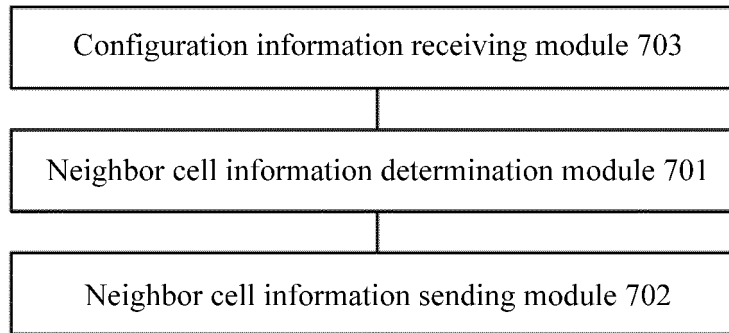 Configuration information receiving module 703
Neighbor cell information determination module 701
Neighbor cell information sending module 702